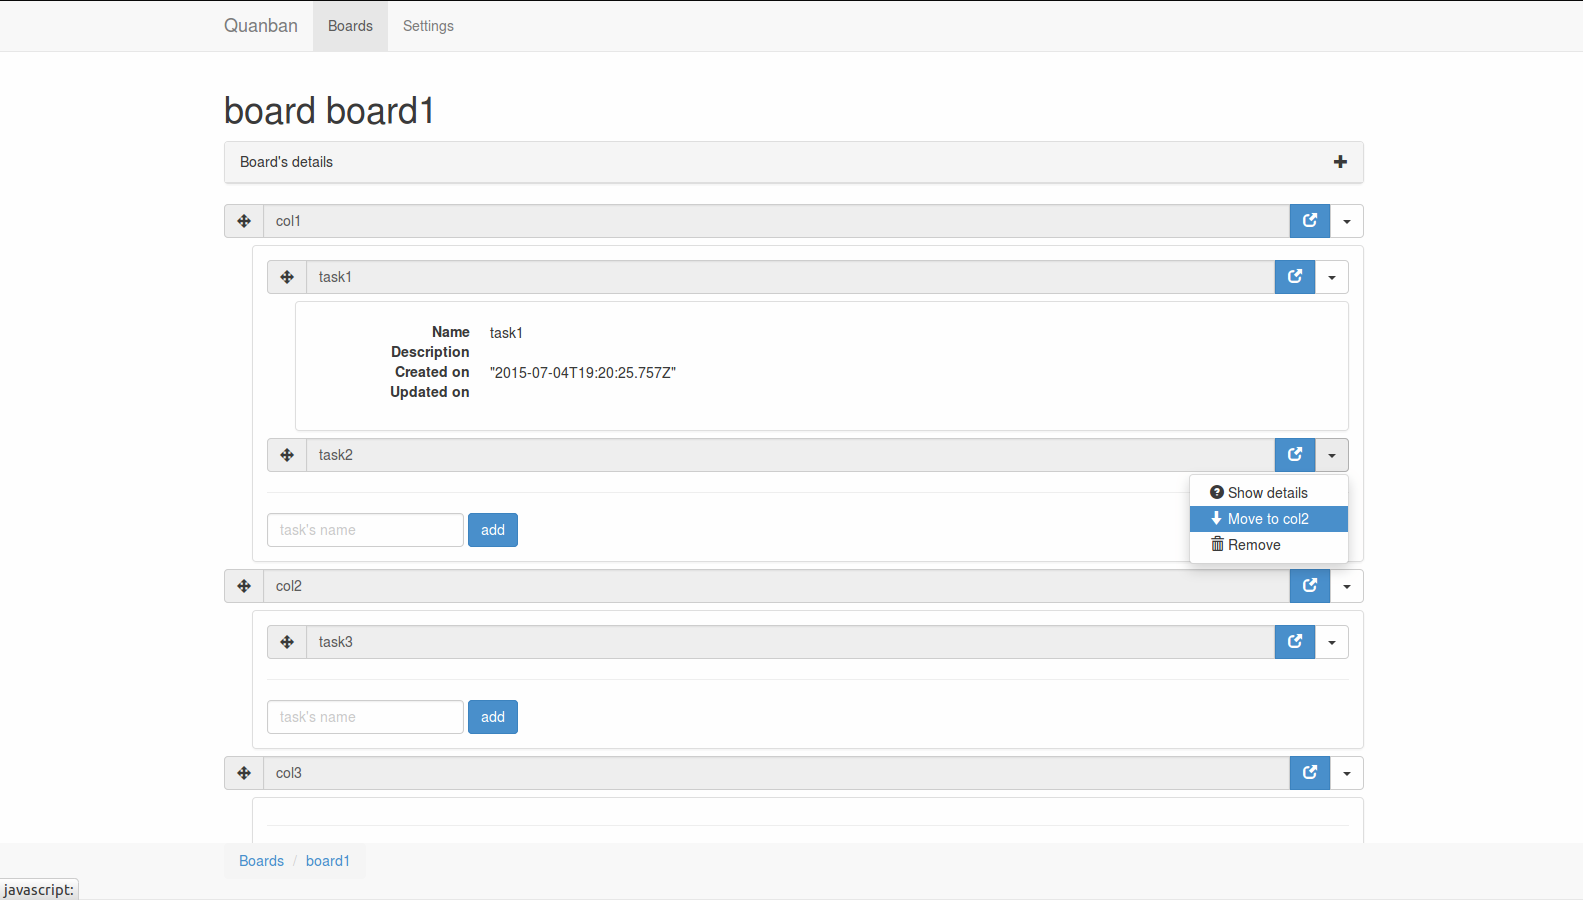 Quanban Boards Settings
board board1
Board's details
col1
task1
Name task1
Description
Created on "2015-07-04T19:20:25.757Z"
Updated on
task2
Show details
Move to col2
Remove
task's name add
col2
task3
task's name add
col3
Boards / board1
javascript: